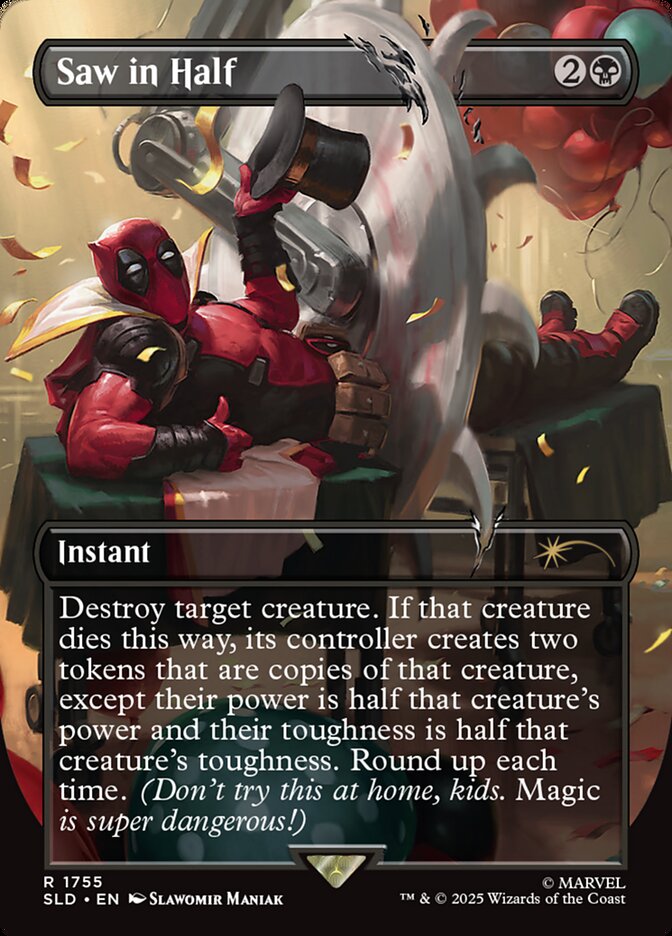 Saw in Half 2
Instant
Destroy target creature. If that creature
dies this way, its controller creates two
tokens that are copies of that creature,
except their power is half that creature's
power and their toughness is half that
creature's toughness. Round up each
time. (Don't try this at home, kids. Magic
is super dangerous!)
R 1755
© MARVEL
SLD • EN SLAWOMIR MANIAK
™ & © 2025 Wizards of the Coast